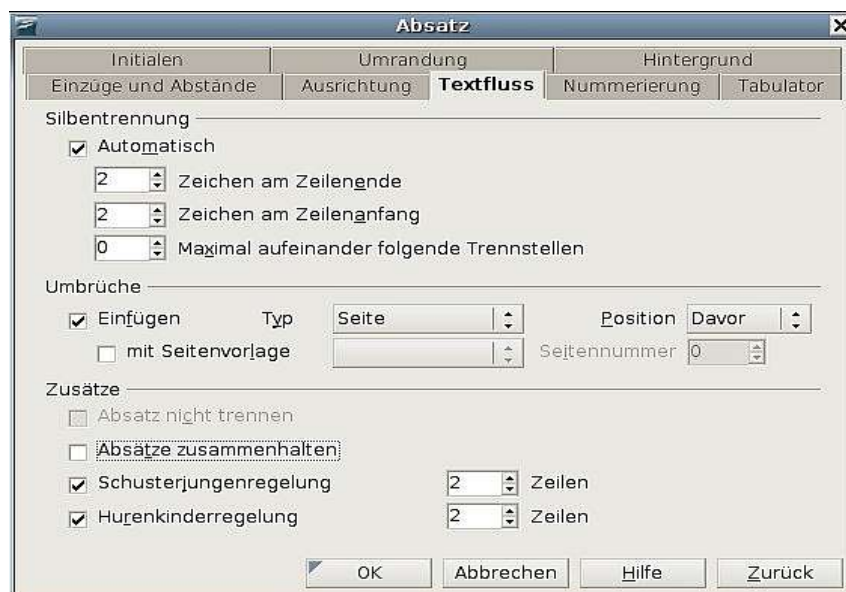 Absatz
Initialen Umrandung Hintergrund
Einzüge und Abstände Ausrichtung Textfluss Nummerierung Tabulator
Silbentrennung
Automatisch
2 Zeichen am Zeilenende
2 Zeichen am Zeilenanfang
0 Maximal aufeinander folgende Trennstellen
Umbrüche
Einfügen Typ Seite Position Davor
mit Seitenvorlage Seitennummer 0
Zusätze
Absatz nicht trennen
Absätze zusammenhalten
Schusterjungenregelung 2 Zeilen
Hurenkinderregelung 2 Zeilen
OK Abbrechen Hilfe Zurück